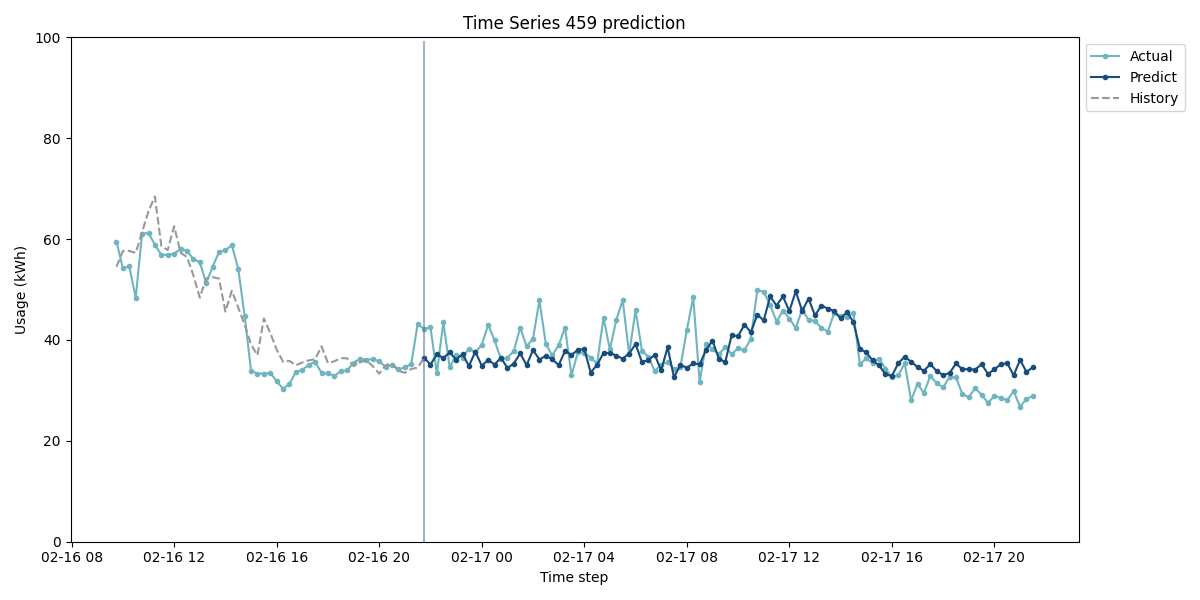 Time Series 459 prediction
Usage (kWh)
100
80
60
40
20
0
02-16 08
02-16 12
02-16 16
02-16 20
02-17 00
02-17 04
02-17 08
02-17 12
02-17 16
02-17 20
Time step
Actual
Predict
History